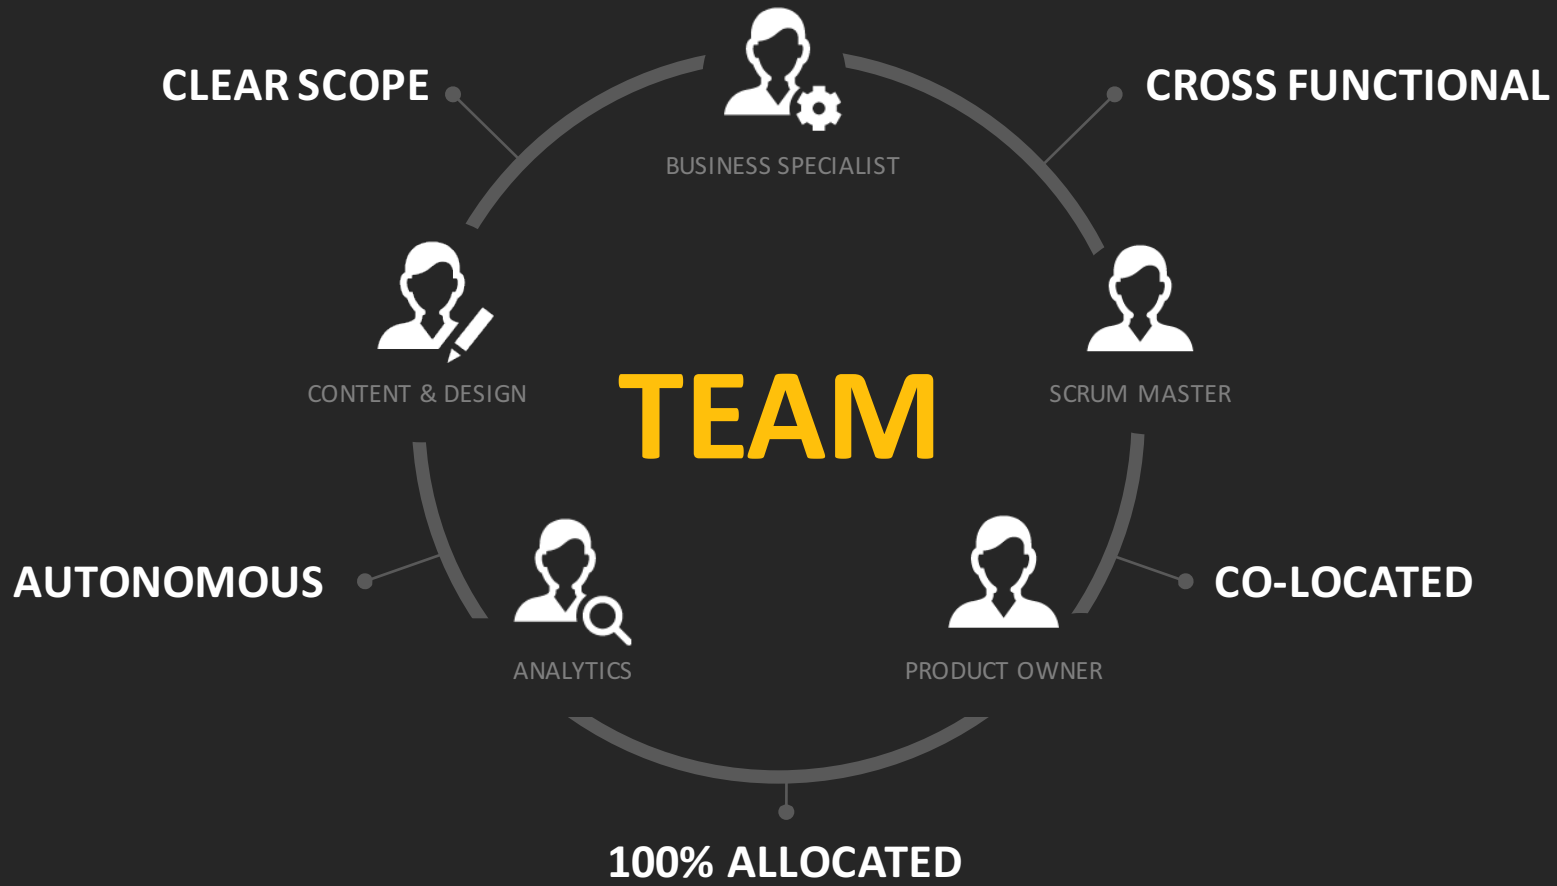 CLEAR SCOPE
CROSS FUNCTIONAL
BUSINESS SPECIALIST
CONTENT & DESIGN
TEAM
SCRUM MASTER
AUTONOMOUS
CO-LOCATED
ANALYTICS
PRODUCT OWNER
100% ALLOCATED